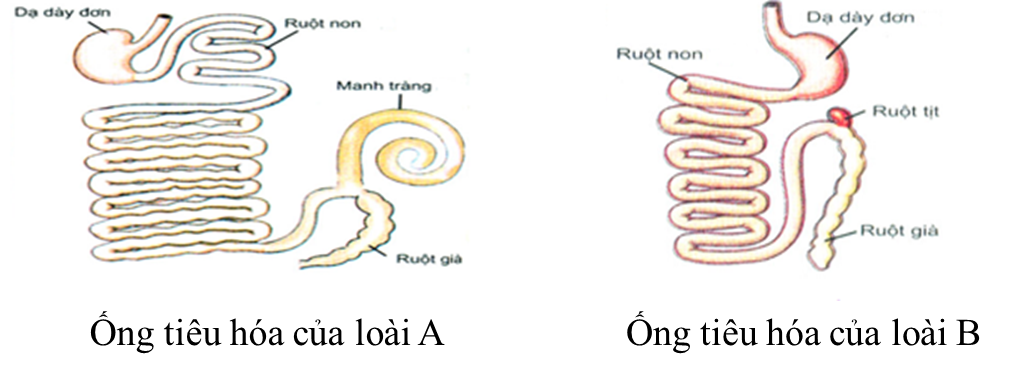 Dạ dày đơn
Ruột non
Manh tràng
Ruột già
Ống tiêu hóa của loài A
Dạ dày đơn
Ruột non
Ruột tịt
Ruột già
Ống tiêu hóa của loài B